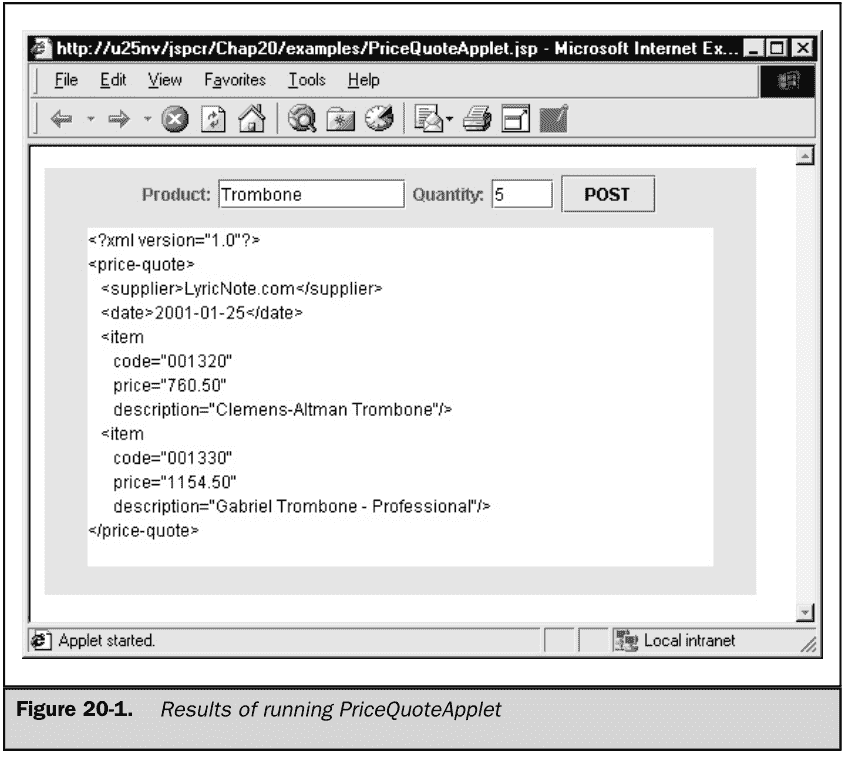 http://u25nv/jspcr/Chap20/examples/PriceQuoteApplet.jsp - Microsoft Internet Ex...
File Edit View Favorites Tools Help
Product: Trombone Quantity: 5 POST
<?xml version="1.0"?>
<price-quote>
<supplier>LyricNote.com</supplier>
<date>2001-01-25</date>
<item
code="001320"
price="760.50"
description="Clemens-Altman Trombone"/>
<item
code="001330"
price="1154.50"
description="Gabriel Trombone - Professional"/>
</price-quote>
Applet started. Local intranet
Figure 20-1. Results of running PriceQuoteApplet